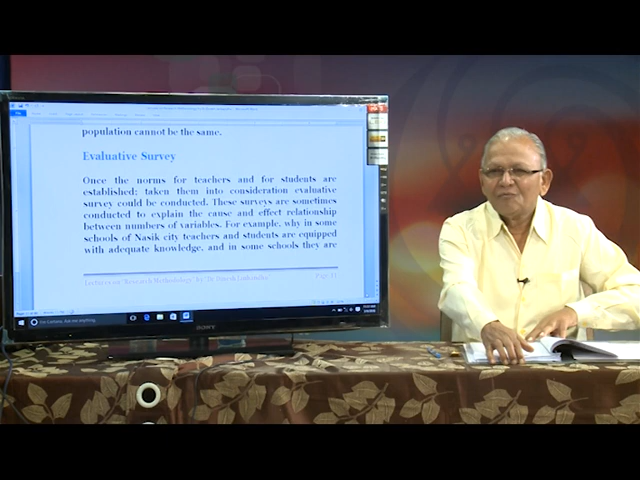 population cannot be the same.
Evaluative Survey
Once the norms for teachers and for students are
established; taken them into consideration evaluative
survey could be conducted. These surveys are sometimes
conducted to explain the cause and effect relationship
between numbers of variables. For example, why in some
schools of Nasik city teachers and students are equipped
with adequate knowledge, and in some schools they are
Lectures on 'Research Methodology' by
SONY